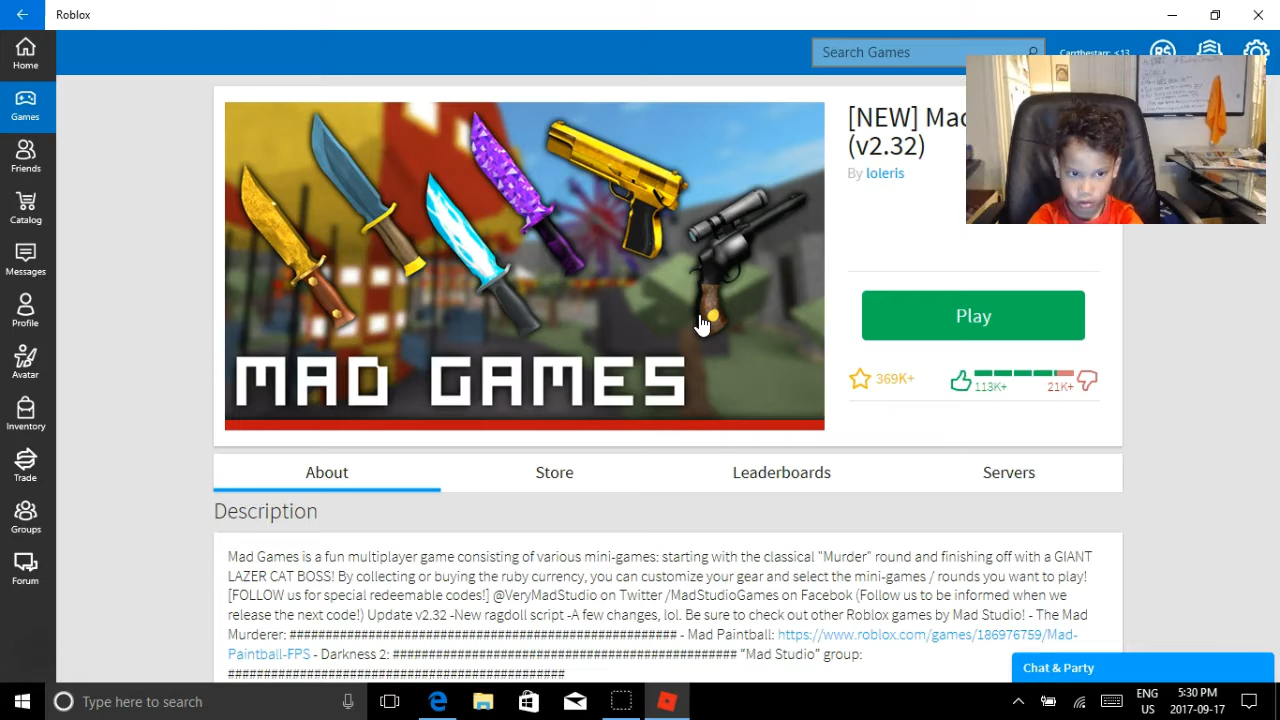 Roblox
Home
Games
Friends
Catalog
Messages
Profile
Avatar
Inventory
Trade
Groups
Forum
Search Games
<13
[NEW] Mad
(v2.32)
By loleris
Play
369K+
113K+
21K+
MAD GAMES
About
Store
Leaderboards
Servers
Description
Mad Games is a fun multiplayer game consisting of various mini-games: starting with the classical "Murder" round and finishing off with a GIANT
LAZER CAT BOSS! By collecting or buying the ruby currency, you can customize your gear and select the mini-games / rounds you want to play!
[FOLLOW us for special redeemable codes!] @VeryMadStudio on Twitter /MadStudioGames on Facebok (Follow us to be informed when we
release the next code!) Update v2.32 -New ragdoll script -A few changes, lol. Be sure to check out other Roblox games by Mad Studio! - The Mad
Murderer: ###################################################### - Mad Paintball: https://www.roblox.com/games/186976759/Mad-
Paintball-FPS - Darkness 2: ################################################ "Mad Studio" group:
###############################################
Chat & Party
Type here to search
ENG
US
5:30 PM
2017-09-17